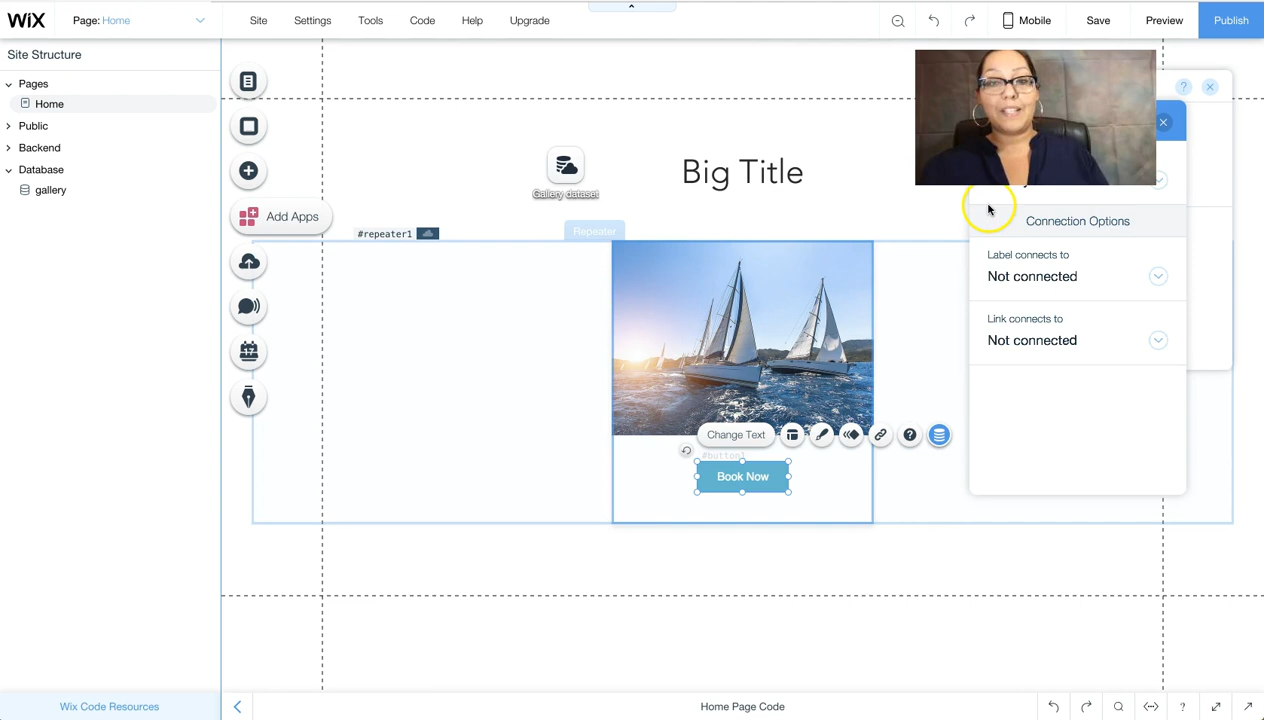 WiX
Page: Home
Site
Settings
Tools
Code
Help
Upgrade
Mobile
Save
Preview
Publish
Site Structure
Pages
Home
Public
Backend
Database
gallery
Add Apps
Gallery dataset
Big Title
#repeater1
Repeater
?
Connection Options
Label connects to
Not connected
Link connects to
Not connected
Change Text
?
#button1
Book Now
Wix Code Resources
Home Page Code
?